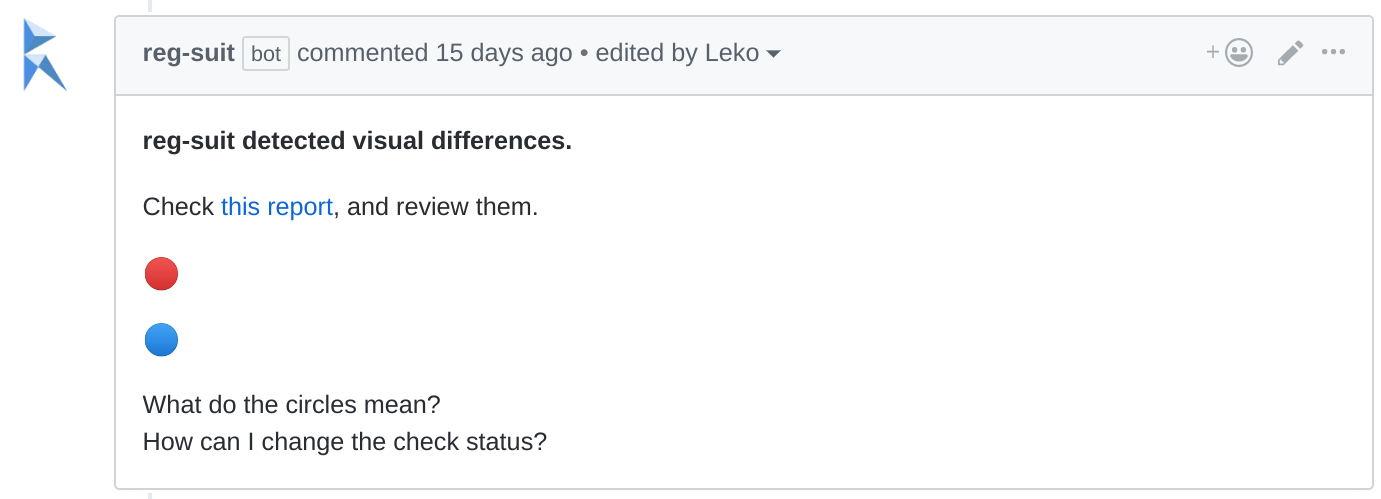 reg-suit bot commented 15 days ago • edited by Leko
reg-suit detected visual differences.
Check this report, and review them.
What do the circles mean?
How can I change the check status?